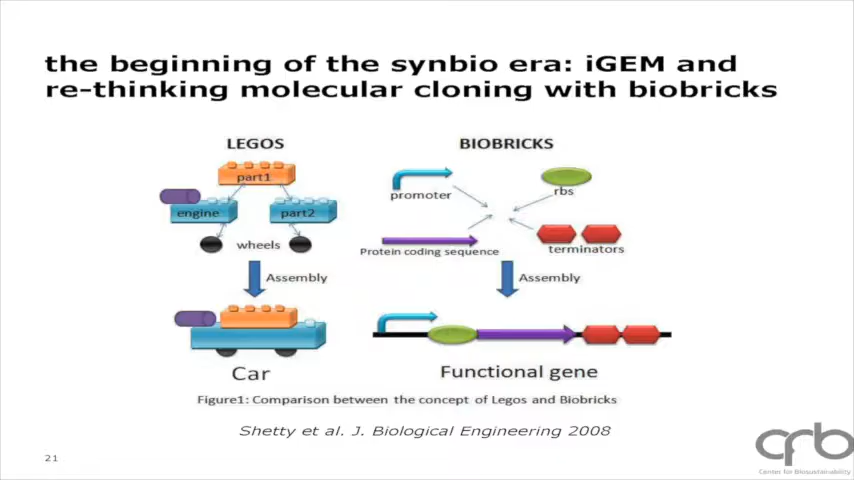 the beginning of the synbio era: iGEM and
re-thinking molecular cloning with biobricks
LEGOS
part1
engine
part2
wheels
Assembly
Car
BIOBRICKS
promoter
rbs
Protein coding sequence
terminators
Assembly
Functional gene
Figure1: Comparison between the concept of Legos and Biobricks
Shetty et al. J. Biological Engineering 2008
21
cfb
Center for Biosustainability